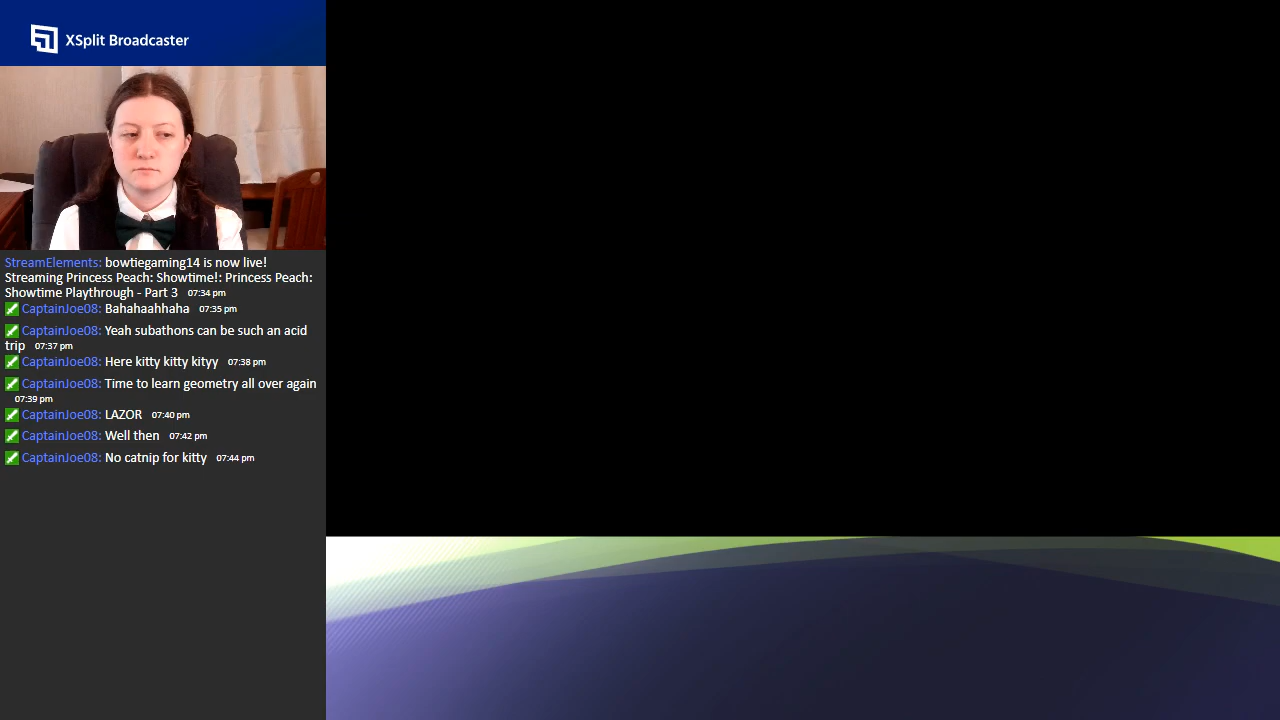 XSplit Broadcaster
StreamElements: bowtiegaming14 is now live!
Streaming Princess Peach: Showtime!: Princess Peach:
Showtime Playthrough - Part 3 07:34 pm
CaptainJoe08: Bahahaahhaha 07:35 pm
CaptainJoe08: Yeah subathons can be such an acid
trip 07:37 pm
CaptainJoe08: Here kitty kitty kityy 07:38 pm
CaptainJoe08: Time to learn geometry all over again
07:39 pm
CaptainJoe08: LAZOR 07:40 pm
CaptainJoe08: Well then 07:42 pm
CaptainJoe08: No catnip for kitty 07:44 pm